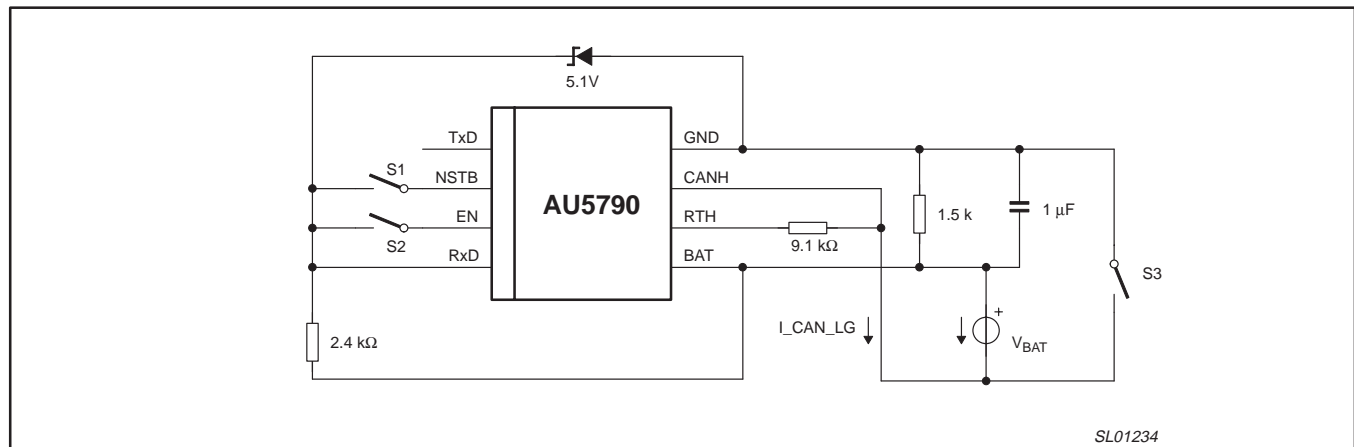 5.1V
TxD
GND
S1
NSTB
CANH
AU5790
1.5 k
1 µF
EN
RTH
S2
9.1 kΩ
RxD
BAT
S3
2.4 kΩ
I_CAN_LG
+
VBAT
SL01234